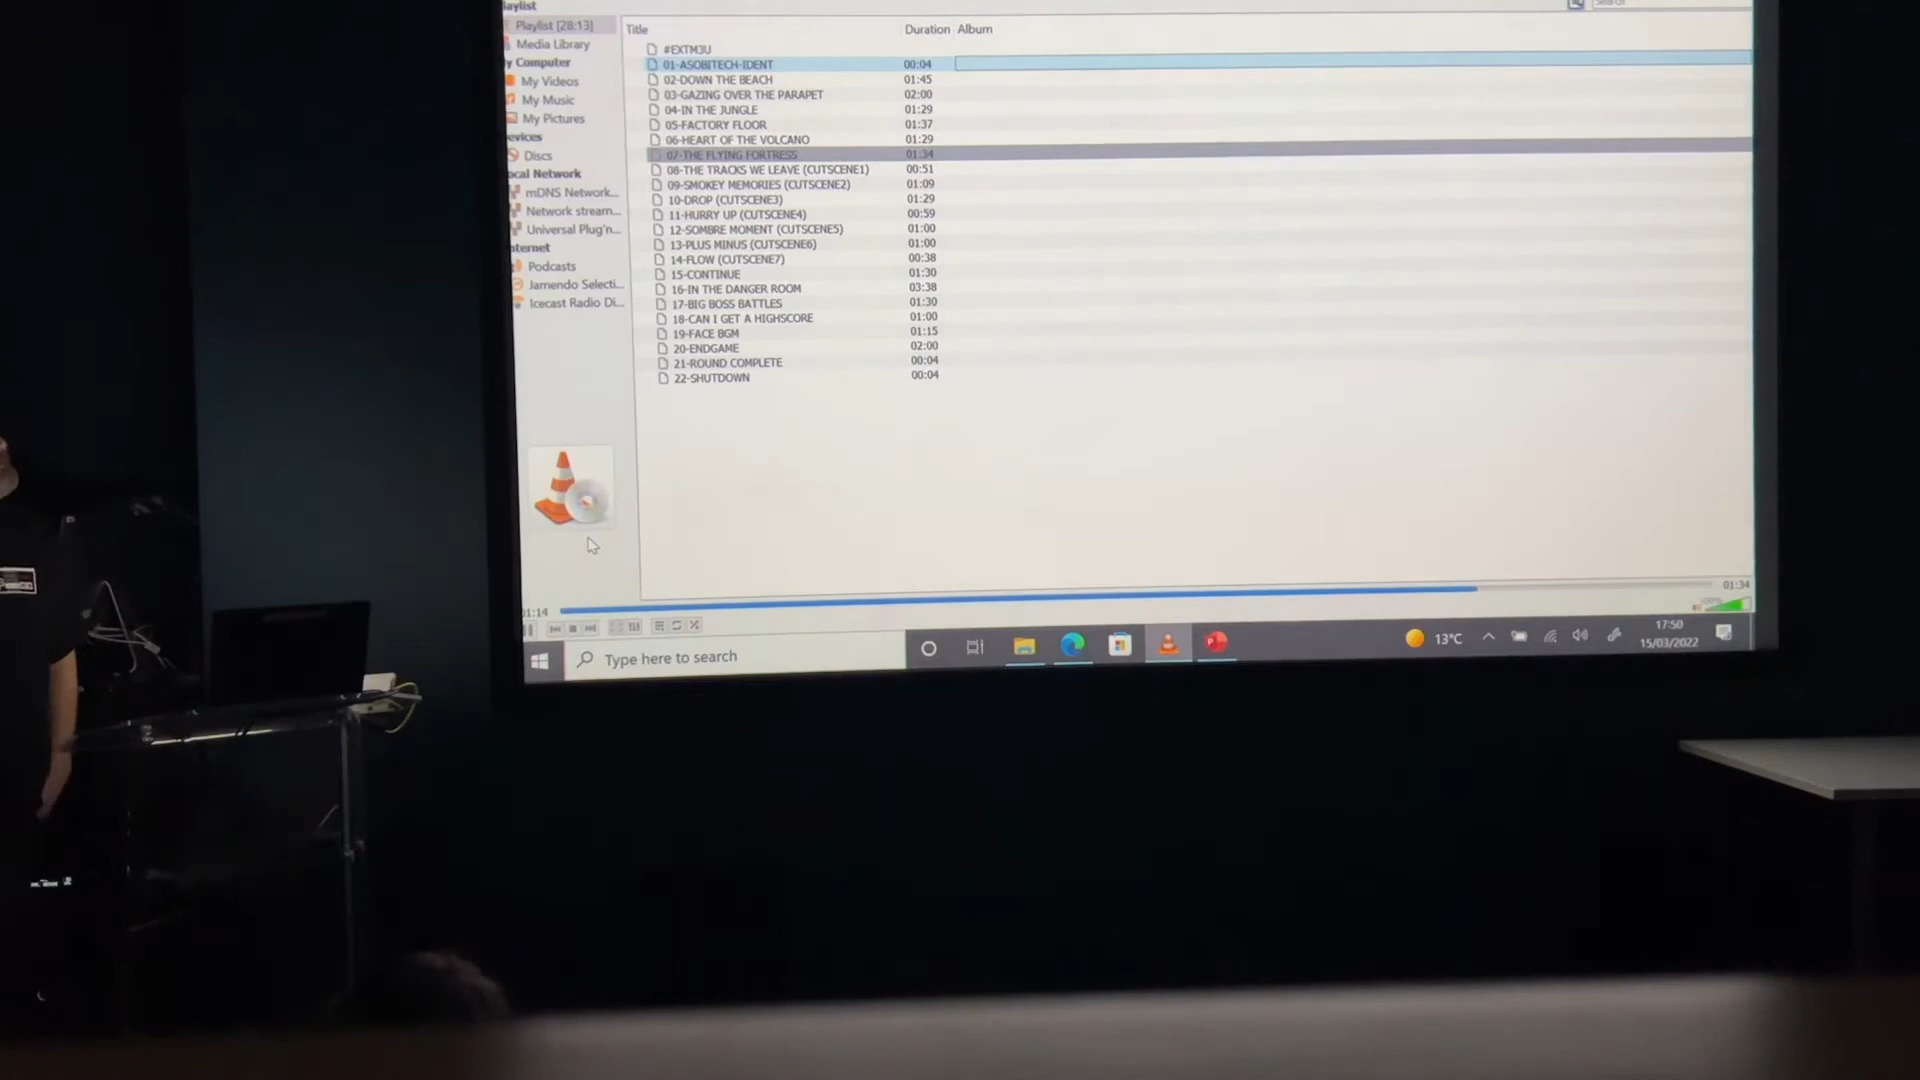 aylist
Playlist [28:13]
Media Library
y Computer
My Videos
My Music
My Pictures
evices
Discs
ocal Network
mDNS Network...
Network stream...
Universal Plug'n...
nternet
Podcasts
Jamendo Selecti...
Icecast Radio Di...
Search
Title Duration Album
#EXTM3U
01-ASOBITECH-IDENT 00:04
02-DOWN THE BEACH 01:45
03-GAZING OVER THE PARAPET 02:00
04-IN THE JUNGLE 01:29
05-FACTORY FLOOR 01:37
06-HEART OF THE VOLCANO 01:29
07-THE FLYING FORTRESS 01:34
08-THE TRACKS WE LEAVE (CUTSCENE1) 00:51
09-SMOKEY MEMORIES (CUTSCENE2) 01:09
10-DROP (CUTSCENE3) 01:29
11-HURRY UP (CUTSCENE4) 00:59
12-SOMBRE MOMENT (CUTSCENE5) 01:00
13-PLUS MINUS (CUTSCENE6) 01:00
14-FLOW (CUTSCENE7) 00:38
15-CONTINUE 01:30
16-IN THE DANGER ROOM 03:38
17-BIG BOSS BATTLES 01:30
18-CAN I GET A HIGHSCORE 01:00
19-FACE BGM 01:15
20-ENDGAME 02:00
21-ROUND COMPLETE 00:04
22-SHUTDOWN 00:04
01:14 01:34
100%
Type here to search 13°C 17:50
15/03/2022